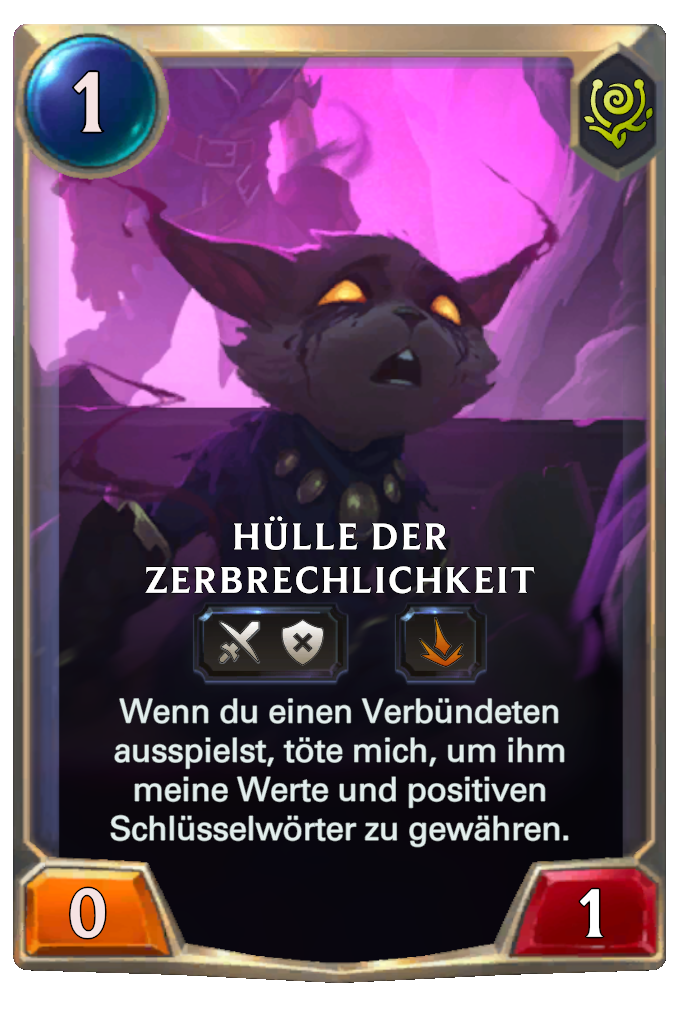 1
HÜLLE DER
ZERBRECHLICHKEIT
Wenn du einen Verbündeten
ausspielst, töte mich, um ihm
meine Werte und positiven
Schlüsselwörter zu gewähren.
0
1